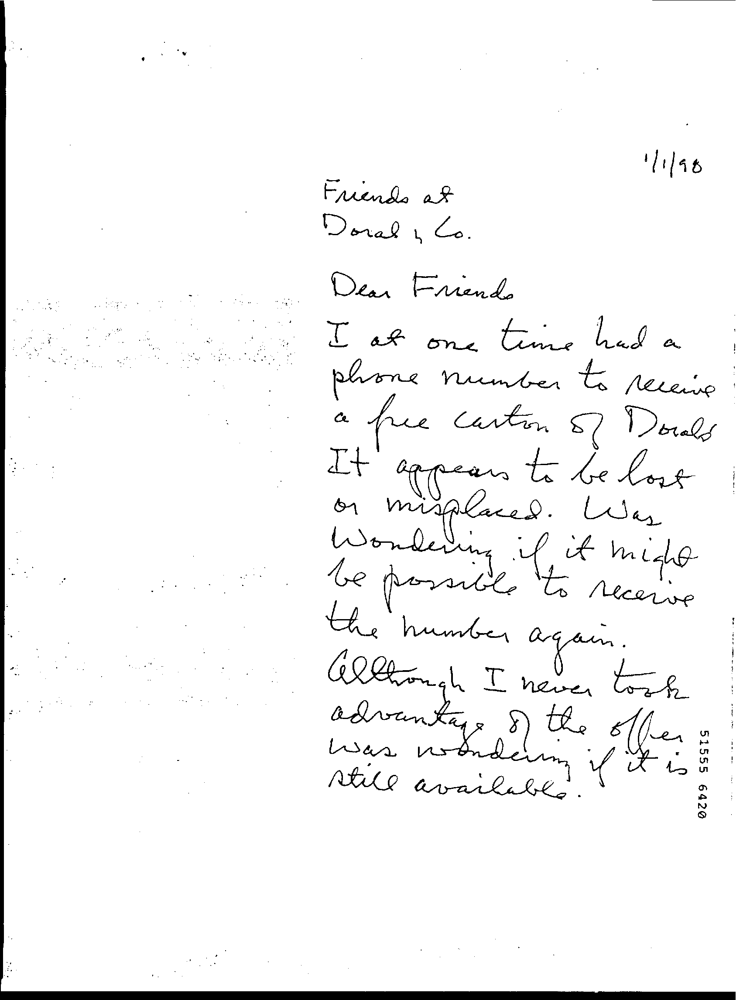 1/1/98
Friends at
Doral & Co.
Dear Friends
I at one time had a
phone number to receive
a free carton of Dorals
It appears to be lost
or misplaced. Was
Wondering if it might
be possible to receive
the number again.
Allthough I never took
advantage of the offer
was wondering if it is
still available.
51555 6420